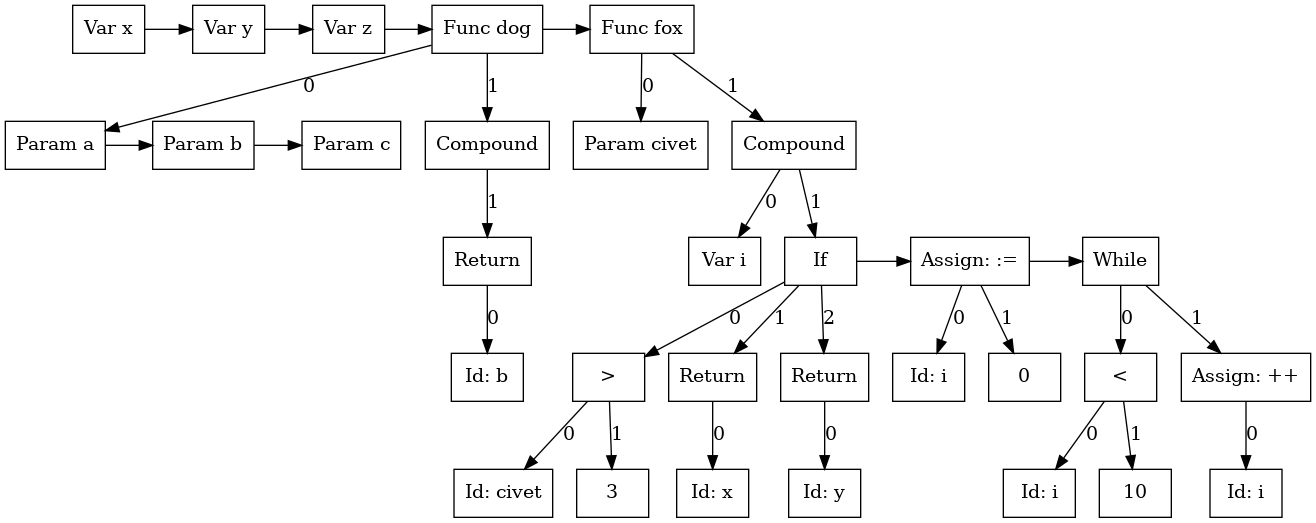 Var x Var y Var z Func dog Func fox
0 1 0 1
Param a Param b Param c Compound Param civet Compound
1 0 1
Return Var i If Assign: := While
0 0 1 2 0 1 0 1
Id: b > Return Return Id: i 0 < Assign: ++
0 1 0 0 0 1 0
Id: civet 3 Id: x Id: y Id: i 10 Id: i